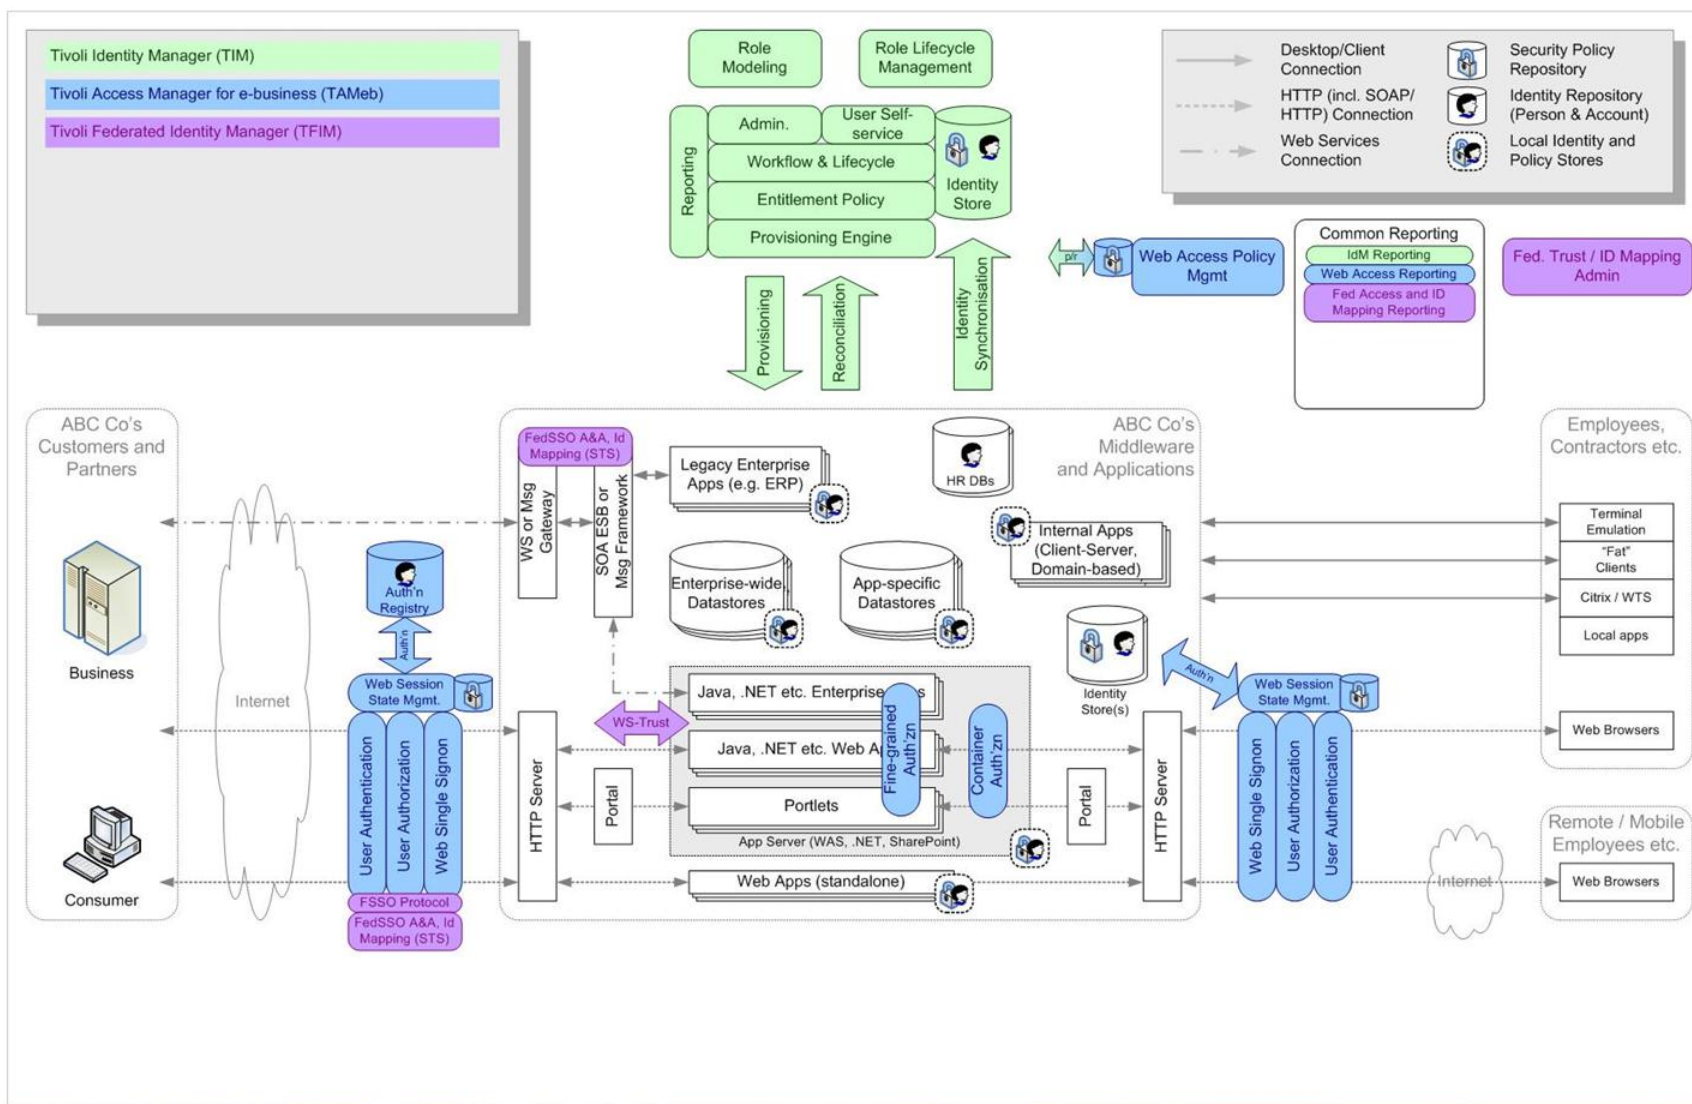 Tivoli Identity Manager (TIM)
Tivoli Access Manager for e-business (TAMeb)
Tivoli Federated Identity Manager (TFIM)
Role
Modeling
Role Lifecycle
Management
Reporting
Admin.
User Self-
service
Workflow & Lifecycle
Entitlement Policy
Provisioning Engine
Identity
Store
Provisioning
Reconciliation
Identity
Synchronisation
Desktop/Client
Connection
HTTP (incl. SOAP/
HTTP) Connection
Web Services
Connection
Security Policy
Repository
Identity Repository
(Person & Account)
Local Identity and
Policy Stores
p/r
Web Access Policy
Mgmt
Common Reporting
IdM Reporting
Web Access Reporting
Fed Access and ID
Mapping Reporting
Fed. Trust / ID Mapping
Admin
ABC Co's
Customers and
Partners
Business
Consumer
Internet
Auth'n
Registry
Auth'n
Web Session
State Mgmt.
User Authentication
User Authorization
Web Single Signon
FSSO Protocol
FedSSO A&A, Id
Mapping (STS)
ABC Co's
Middleware
and Applications
FedSSO A&A, Id
Mapping (STS)
WS or Msg
Gateway
SOA ESB or
Msg Framework
Legacy Enterprise
Apps (e.g. ERP)
HR DBs
Internal Apps
(Client-Server,
Domain-based)
Enterprise-wide
Datastores
App-specific
Datastores
Identity
Store(s)
Java, .NET etc. Enterprise
WS-Trust
Java, .NET etc. Web
Portlets
Fine-grained
Auth'zn
Container
Auth'zn
App Server (WAS, .NET, SharePoint)
Web Apps (standalone)
HTTP Server
Portal
Portal
HTTP Server
Auth'n
Web Session
State Mgmt.
Web Single Signon
User Authorization
User Authentication
Employees,
Contractors etc.
Terminal
Emulation
“Fat”
Clients
Citrix / WTS
Local apps
Web Browsers
Remote / Mobile
Employees etc.
Internet
Web Browsers